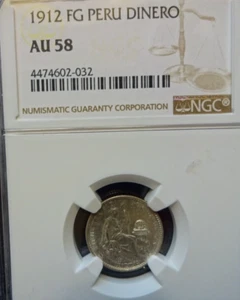 1912 FG PERU DINERO
AU 58
4474602-032
NUMISMATIC GUARANTY CORPORATION
NGC®